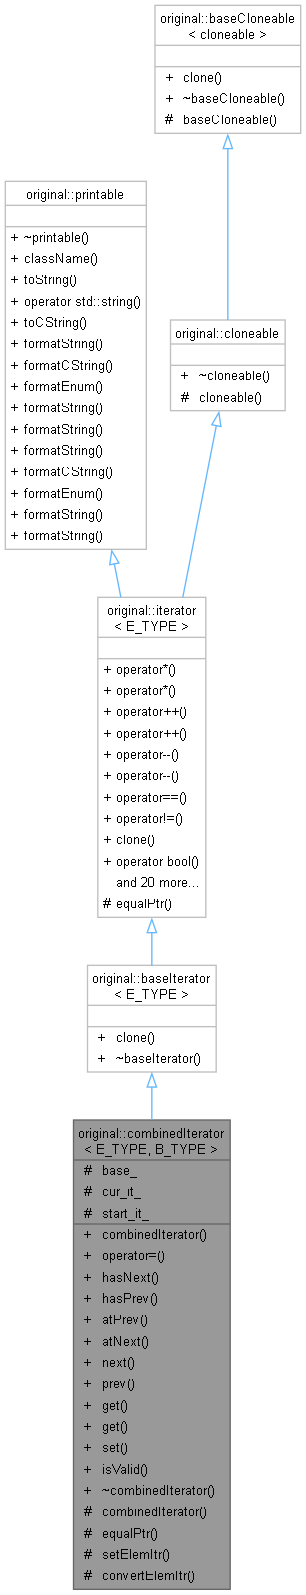 original::baseCloneable
< cloneable >
+ clone()
+ ~baseCloneable()
# baseCloneable()
original::printable
+ ~printable()
+ className()
+ toString()
+ operator std::string()
+ toCString()
+ formatString()
+ formatCString()
+ formatEnum()
+ formatString()
+ formatString()
+ formatString()
+ formatCString()
+ formatEnum()
+ formatString()
+ formatString()
original::cloneable
+ ~cloneable()
# cloneable()
original::iterator
< E_TYPE >
+ operator*()
+ operator*()
+ operator++()
+ operator++()
+ operator--()
+ operator--()
+ operator==()
+ operator!=()
+ clone()
+ operator bool()
and 20 more...
# equalPtr()
original::baseIterator
< E_TYPE >
+ clone()
+ ~baseIterator()
original::combinedIterator
< E_TYPE, B_TYPE >
# base_
# cur_it_
# start_it_
+ combinedIterator()
+ operator=()
+ hasNext()
+ hasPrev()
+ atPrev()
+ atNext()
+ next()
+ prev()
+ get()
+ get()
+ set()
+ isValid()
+ ~combinedIterator()
# combinedIterator()
# equalPtr()
# setElemItr()
# convertElemItr()